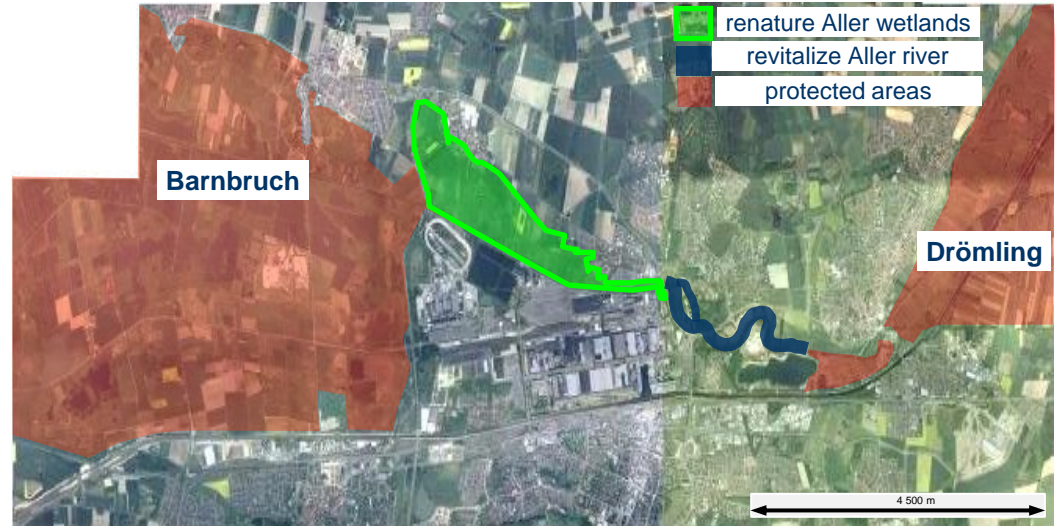 renature Aller wetlands
revitalize Aller river
protected areas
Barnbruch
Drömling
4 500 m